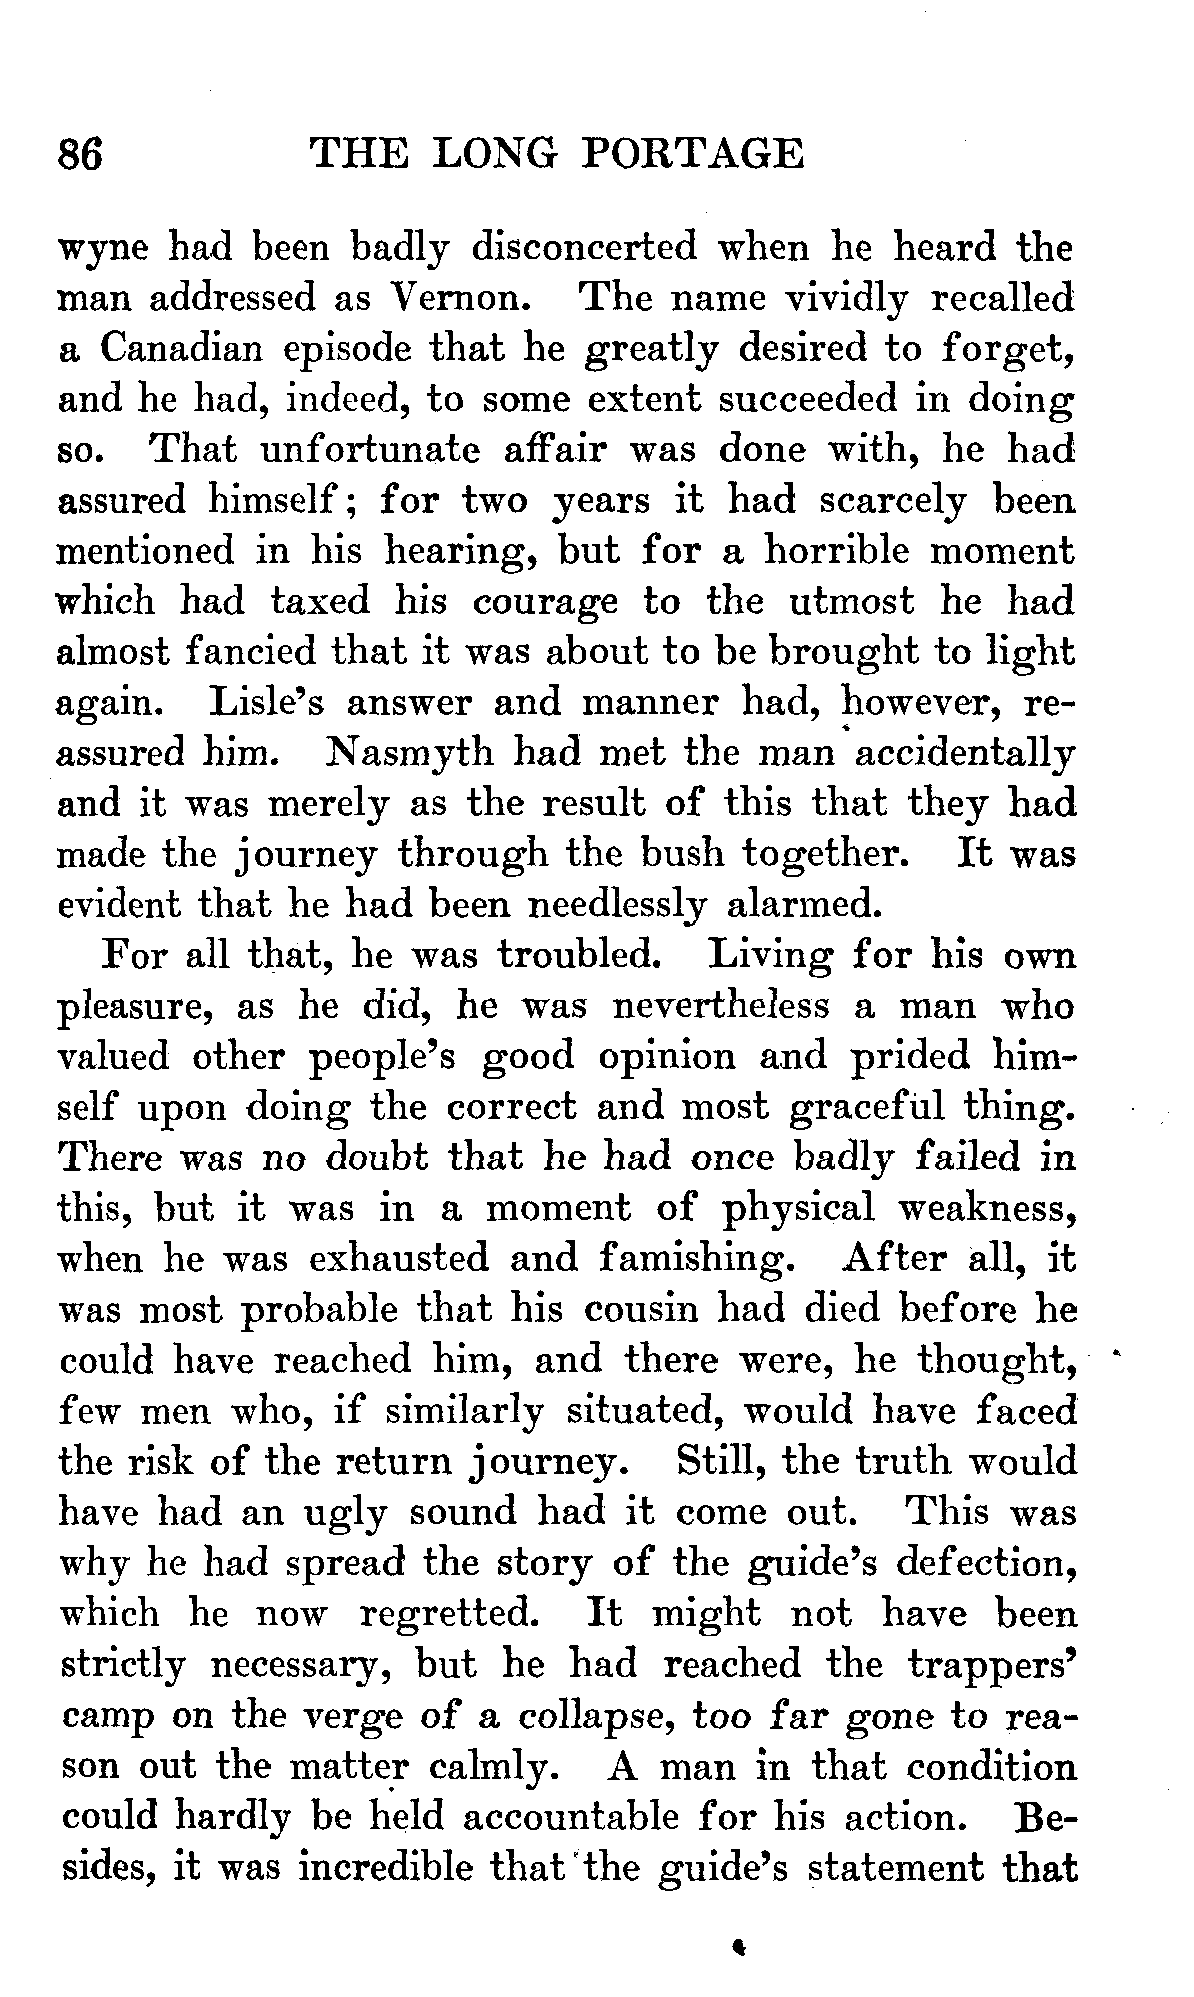 86 THE LONG PORTAGE
wyne had been badly disconcerted when he heard the
man addressed as Vernon. The name vividly recalled
a Canadian episode that he greatly desired to forget,
and he had, indeed, to some extent succeeded in doing
so. That unfortunate affair was done with, he had
assured himself; for two years it had scarcely been
mentioned in his hearing, but for a horrible moment
which had taxed his courage to the utmost he had
almost fancied that it was about to be brought to light
again. Lisle's answer and manner had, however, re-
assured him. Nasmyth had met the man accidentally
and it was merely as the result of this that they had
made the journey through the bush together. It was
evident that he had been needlessly alarmed.
For all that, he was troubled. Living for his own
pleasure, as he did, he was nevertheless a man who
valued other people's good opinion and prided him-
self upon doing the correct and most graceful thing.
There was no doubt that he had once badly failed in
this, but it was in a moment of physical weakness,
when he was exhausted and famishing. After all, it
was most probable that his cousin had died before he
could have reached him, and there were, he thought,
few men who, if similarly situated, would have faced
the risk of the return journey. Still, the truth would
have had an ugly sound had it come out. This was
why he had spread the story of the guide's defection,
which he now regretted. It might not have been
strictly necessary, but he had reached the trappers'
camp on the verge of a collapse, too far gone to rea-
son out the matter calmly. A man in that condition
could hardly be held accountable for his action. Be-
sides, it was incredible that the guide's statement that